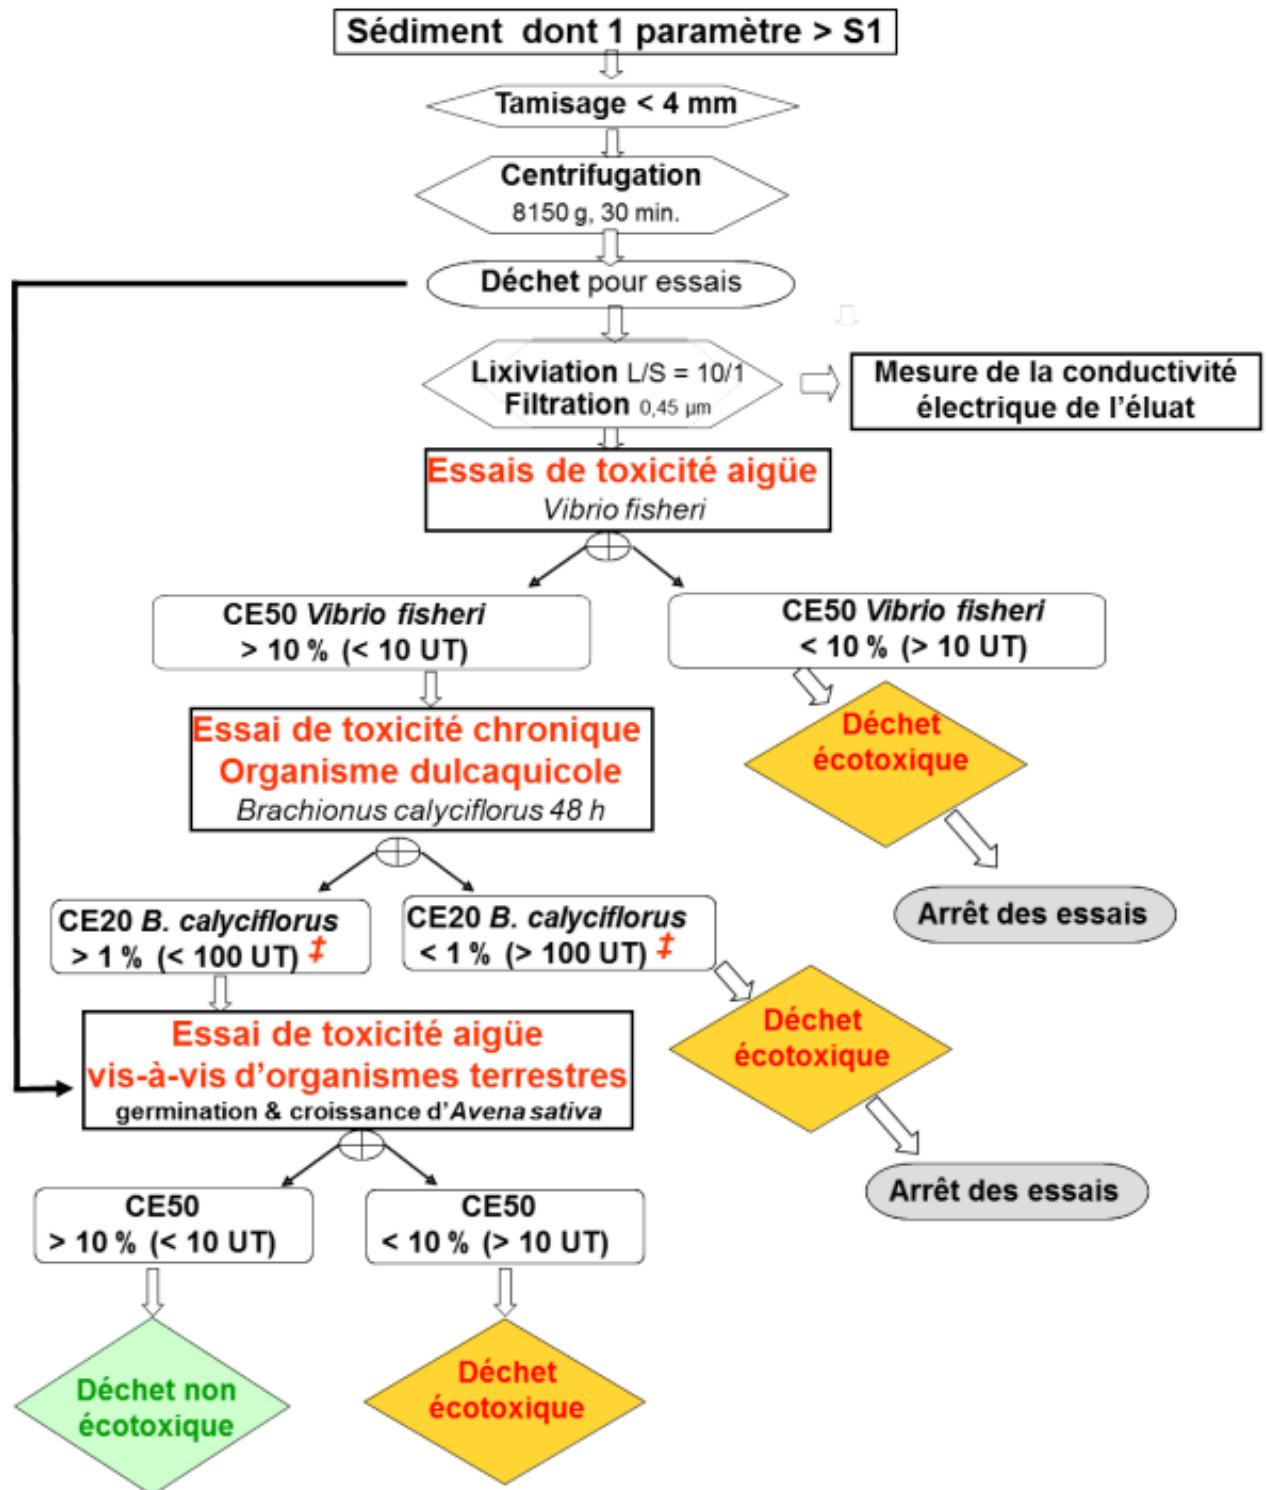 Sédiment dont 1 paramètre > S1
Tamisage < 4 mm
Centrifugation
8150 g, 30 min.
Déchet pour essais
Lixiviation L/S = 10/1
Filtration 0,45 µm
Mesure de la conductivité
électrique de l'éluat
Essais de toxicité aigüe
Vibrio fisheri
CE50 Vibrio fisheri
> 10 % (< 10 UT)
CE50 Vibrio fisheri
< 10 % (> 10 UT)
Déchet
écotoxique
Arrêt des essais
Essai de toxicité chronique
Organisme dulcaquicole
Brachionus calyciflorus 48 h
CE20 B. calyciflorus
> 1 % (< 100 UT) ‡
CE20 B. calyciflorus
< 1 % (> 100 UT) ‡
Déchet
écotoxique
Arrêt des essais
Essai de toxicité aigüe
vis-à-vis d'organismes terrestres
germination & croissance d'Avena sativa
CE50
> 10 % (< 10 UT)
CE50
< 10 % (> 10 UT)
Déchet non
écotoxique
Déchet
écotoxique